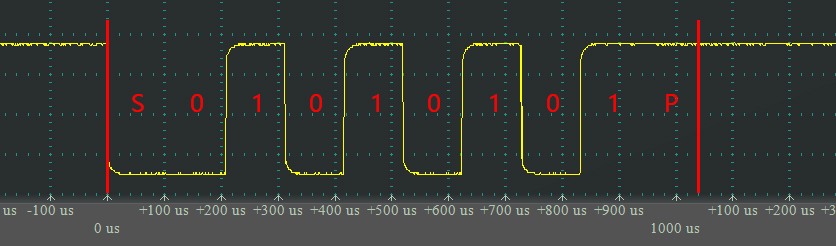 S 0 1 0 1 0 1 0 1 P
us -100 us +100 us +200 us +300 us +400 us +500 us +600 us +700 us +800 us +900 us +100 us +200 us +3
0 us 1000 us